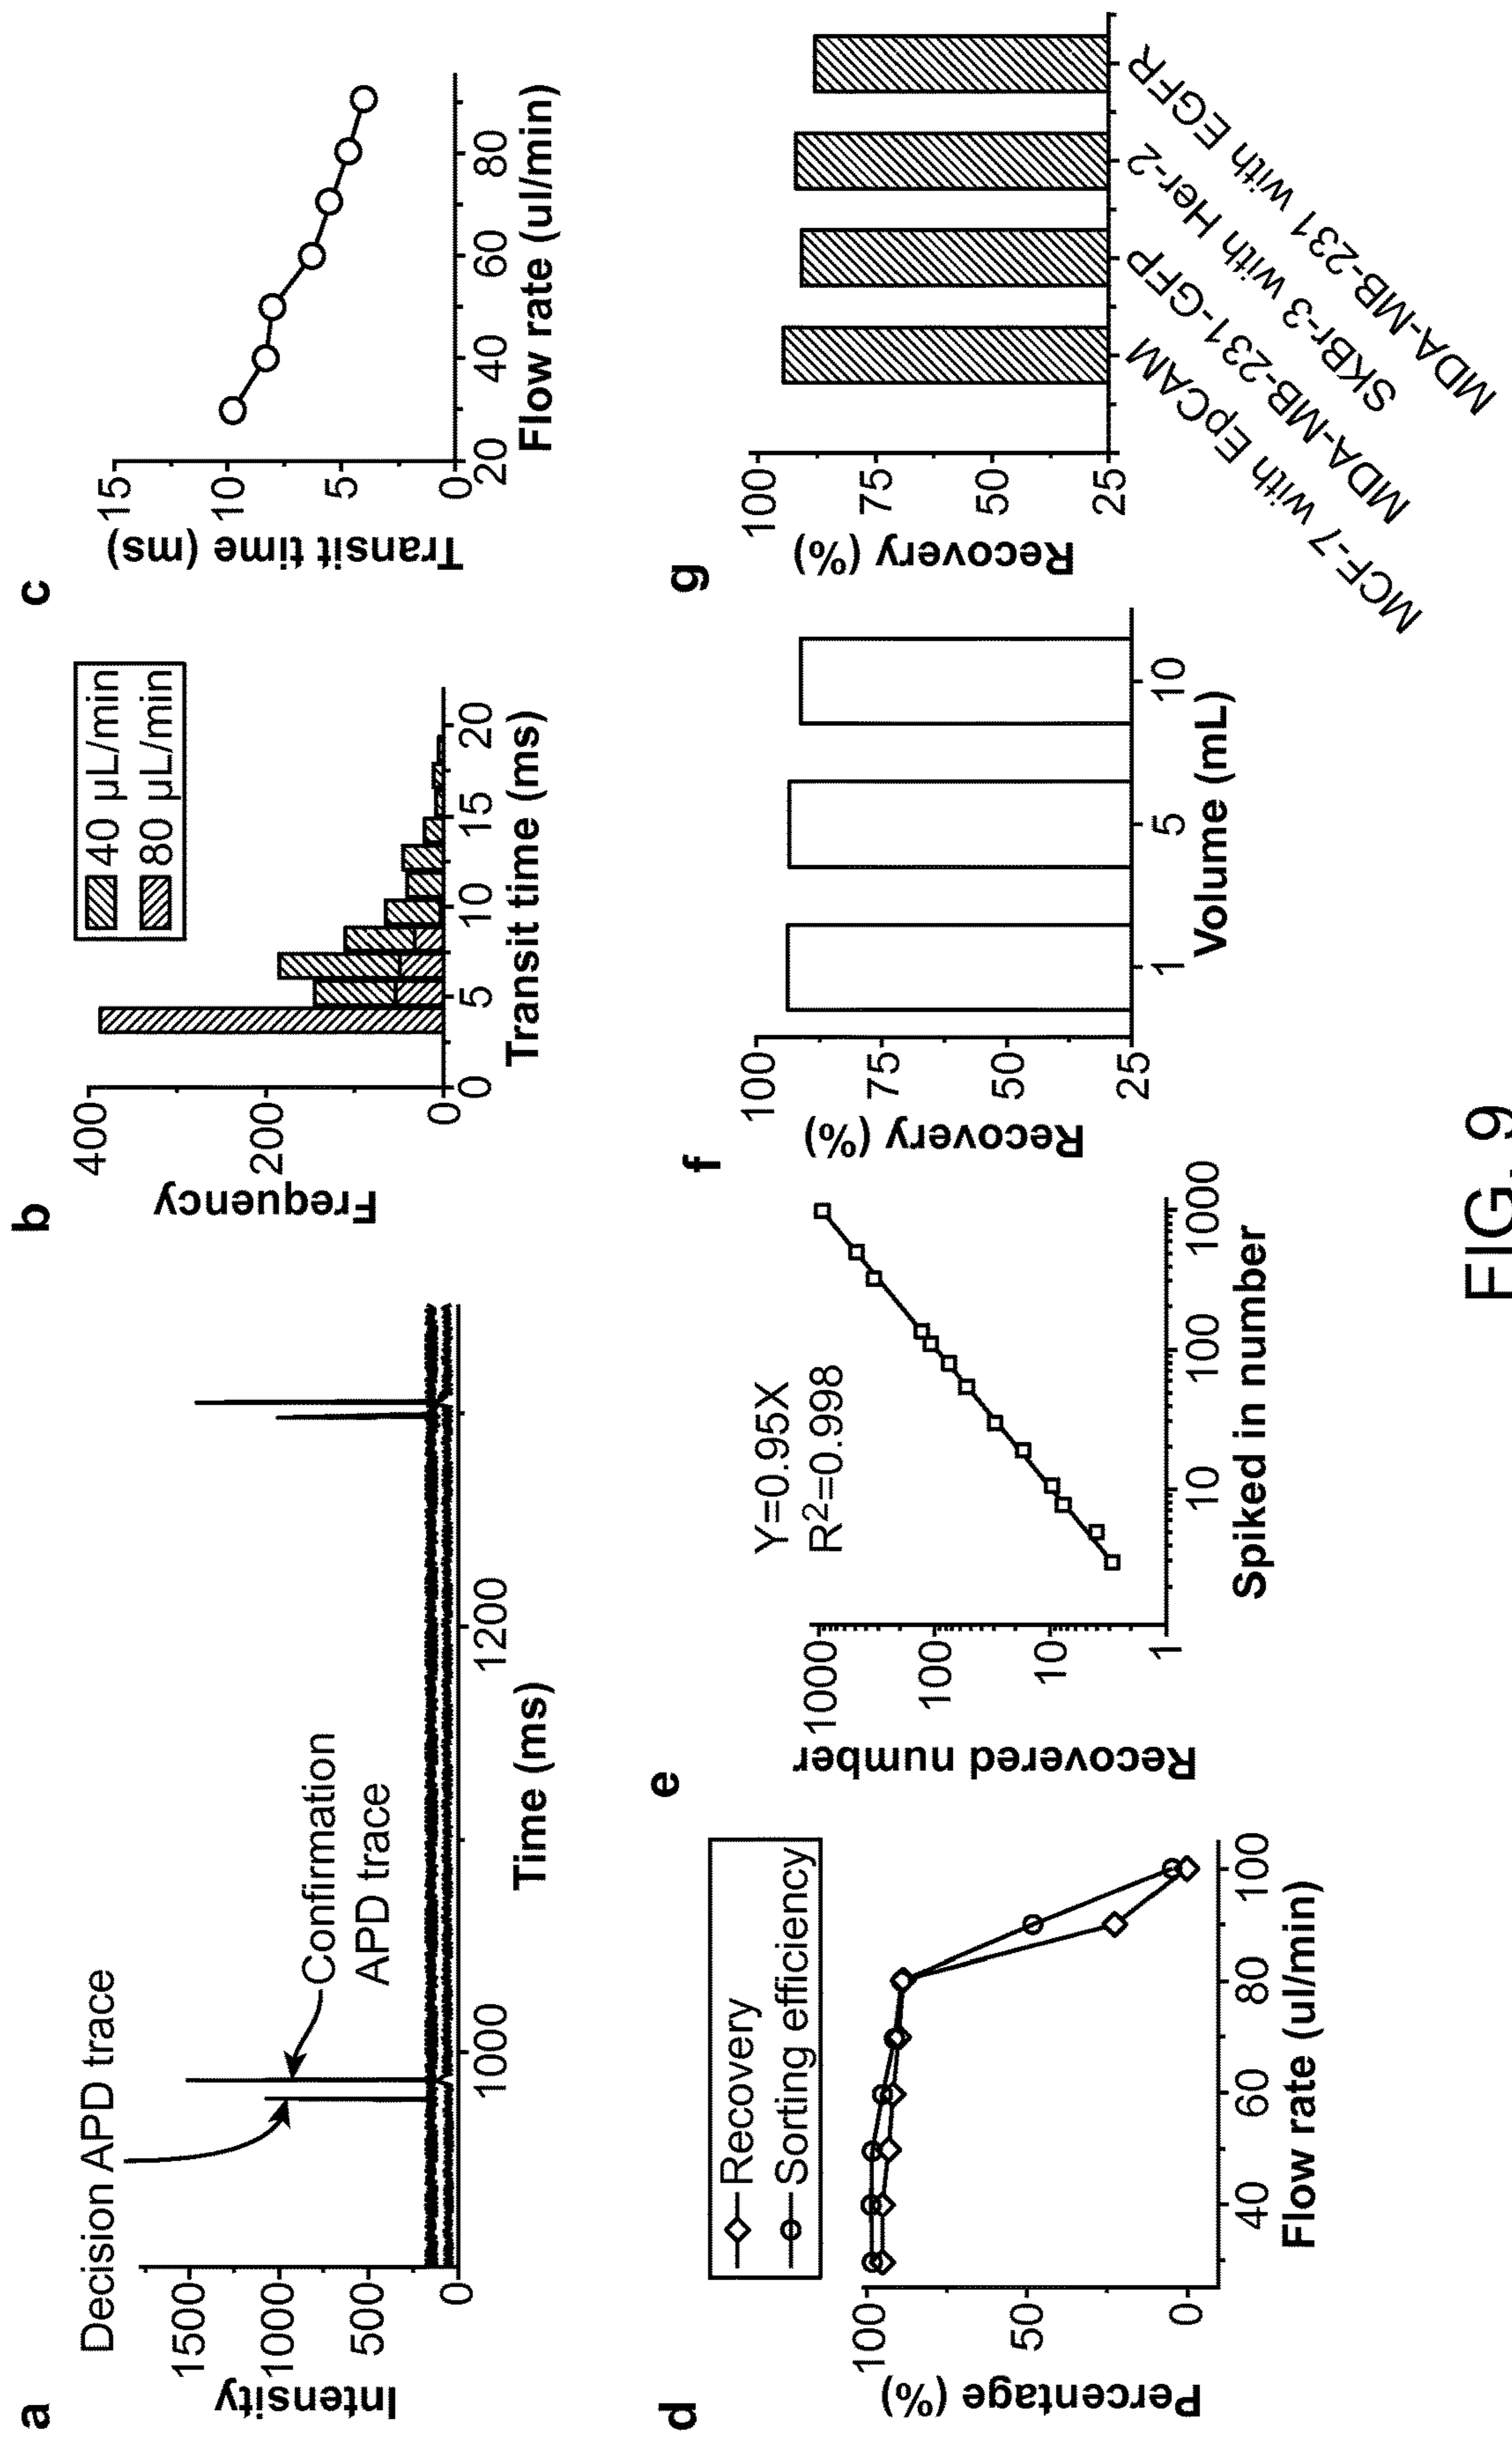 a
Decision APD trace
Confirmation
APD trace
Intensity
1500
1000
500
0
1000
1200
Time (ms)
b
40 µL/min
80 µL/min
Frequency
400
200
0
0
5
10
15
20
Transit time (ms)
c
Transit time (ms)
15
10
5
0
20
40
60
80
Flow rate (ul/min)
d
Recovery
Sorting efficiency
Percentage (%)
100
50
0
40
60
80
100
Flow rate (ul/min)
e
Y=0.95X
R²=0.998
Recovered number
1000
100
10
1
10
100
1000
Spiked in number
f
Recovery (%)
100
75
50
25
1
5
10
Volume (mL)
g
Recovery (%)
100
75
50
25
MCF-7 with EpCAM
MDA-MB-231-GFP
SKBr-3 with Her-2
MDA-MB-231 with EGFR
FIG. 9